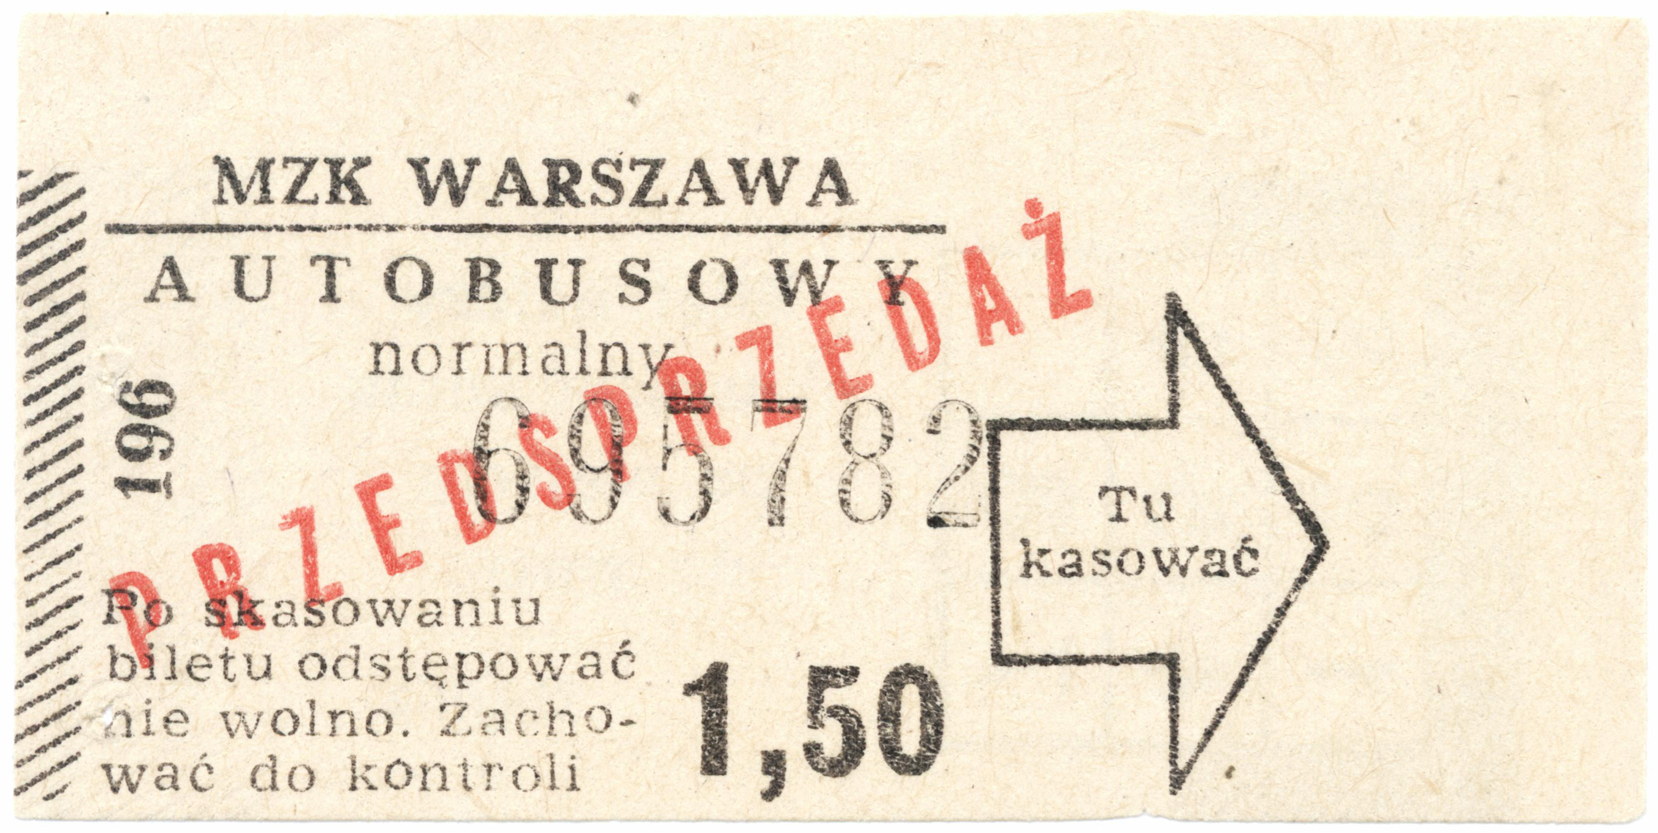 MZK WARSZAWA
AUTOBUSOWY
normalny
196
695782
PRZEDSPRZEDAŻ
Tu
kasować
Po skasowaniu
biletu odstępować
nie wolno. Zacho-
wać do kontroli
1,50